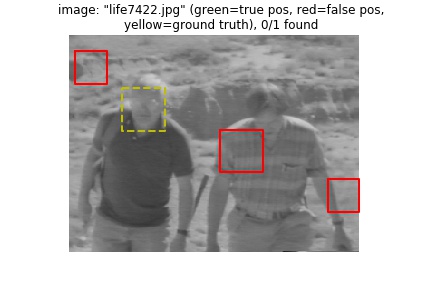 image: "life7422.jpg" (green=true pos, red=false pos,
yellow=ground truth), 0/1 found